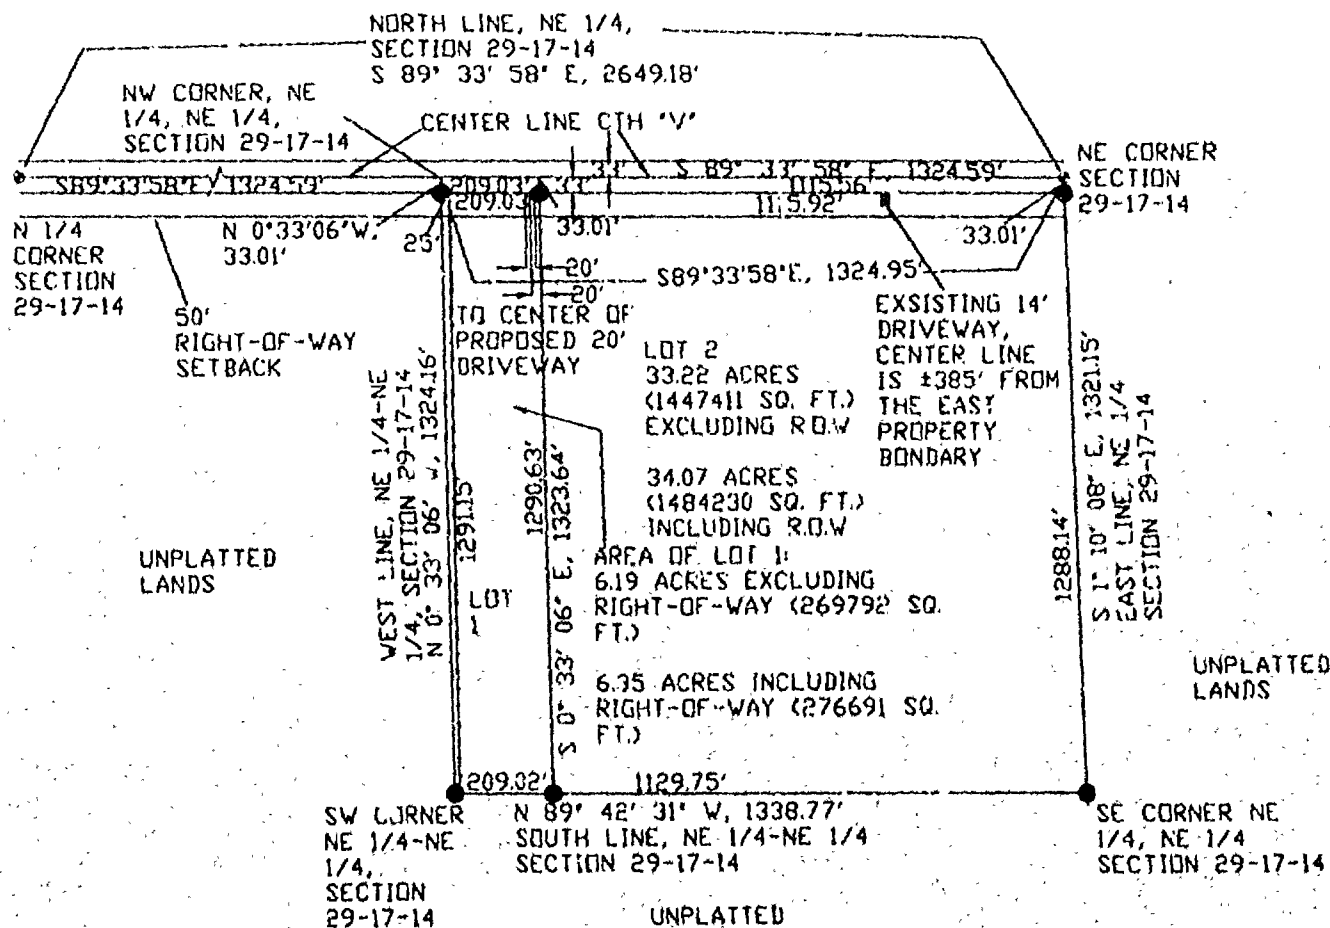 NORTH LINE, NE 1/4,
SECTION 29-17-14
S 89° 33' 58" E, 2649.18'
NW CORNER, NE
1/4, NE 1/4,
SECTION 29-17-14
CENTER LINE CTH "V"
NE CORNER
SECTION
29-17-14
S89°33'58"E, 1324.59'
209.03'
33'
33'
S 89° 33' 58" E, 1324.59'
1115.56'
209.03'
1115.92'
N 1/4
CORNER
SECTION
29-17-14
N 0°33'06"W,
33.01'
25'
33.01'
33.01'
20'
20'
S89°33'58"E, 1324.95'
50'
RIGHT-OF-WAY
SETBACK
TO CENTER OF
PROPOSED 20'
DRIVEWAY
EXSISTING 14'
DRIVEWAY,
CENTER LINE
IS ±385' FROM
THE EAST
PROPERTY
BONDARY
LOT 2
33.22 ACRES
(1447411 SQ. FT.)
EXCLUDING R.O.W
34.07 ACRES
(1484230 SQ. FT.)
INCLUDING R.O.W
AREA OF LOT 1:
6.19 ACRES EXCLUDING
RIGHT-OF-WAY (269792 SQ.
FT.)
6.35 ACRES INCLUDING
RIGHT-OF-WAY (276691 SQ.
FT.)
WEST LINE, NE 1/4-NE
1/4, SECTION 29-17-14
N 0° 33' 06" W, 1324.16'
1291.15
LOT
1290.63'
S 0° 33' 06" E, 1323.64'
1288.14'
S 1° 10' 08" E, 1321.15'
EAST LINE, NE 1/4
SECTION 29-17-14
UNPLATTED
LANDS
UNPLATTED
LANDS
209.02'
1129.75'
N 89° 42' 31" W, 1338.77'
SOUTH LINE, NE 1/4-NE 1/4
SECTION 29-17-14
SW CORNER
NE 1/4-NE
1/4,
SECTION
29-17-14
SE CORNER NE
1/4, NE 1/4
SECTION 29-17-14
UNPLATTED